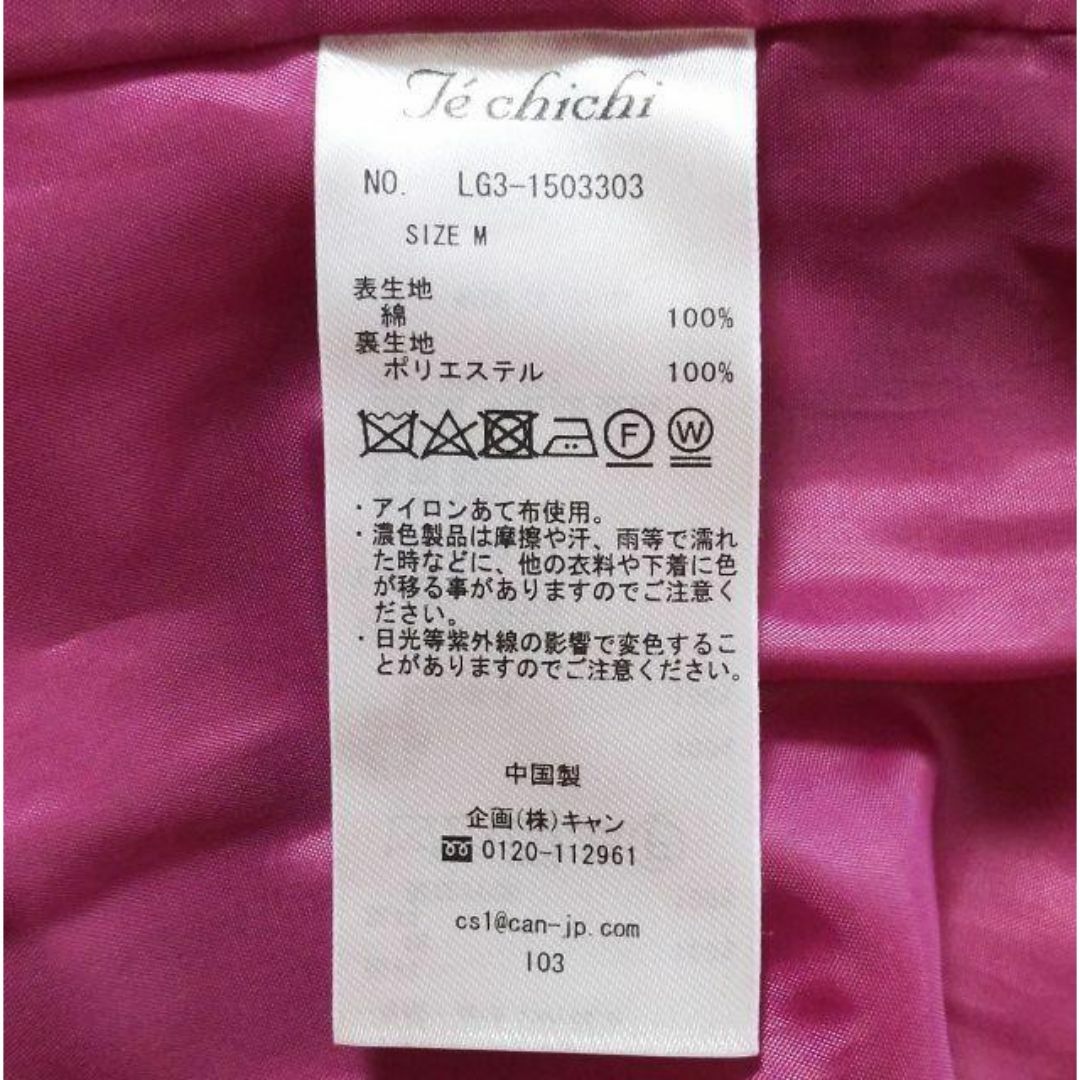 Té chichi
NO. LG3-1503303
SIZE M
表生地
綿 100%
裏生地
ポリエステル 100%
F W
・アイロンあて布使用。
・濃色製品は摩擦や汗、雨等で濡れ
た時などに、他の衣料や下着に色
が移る事がありますのでご注意く
ださい。
・日光等紫外線の影響で変色するこ
とがありますのでご注意ください。
中国製
企画(株)キャン
0120-112961
cs1@can-jp.com
I03